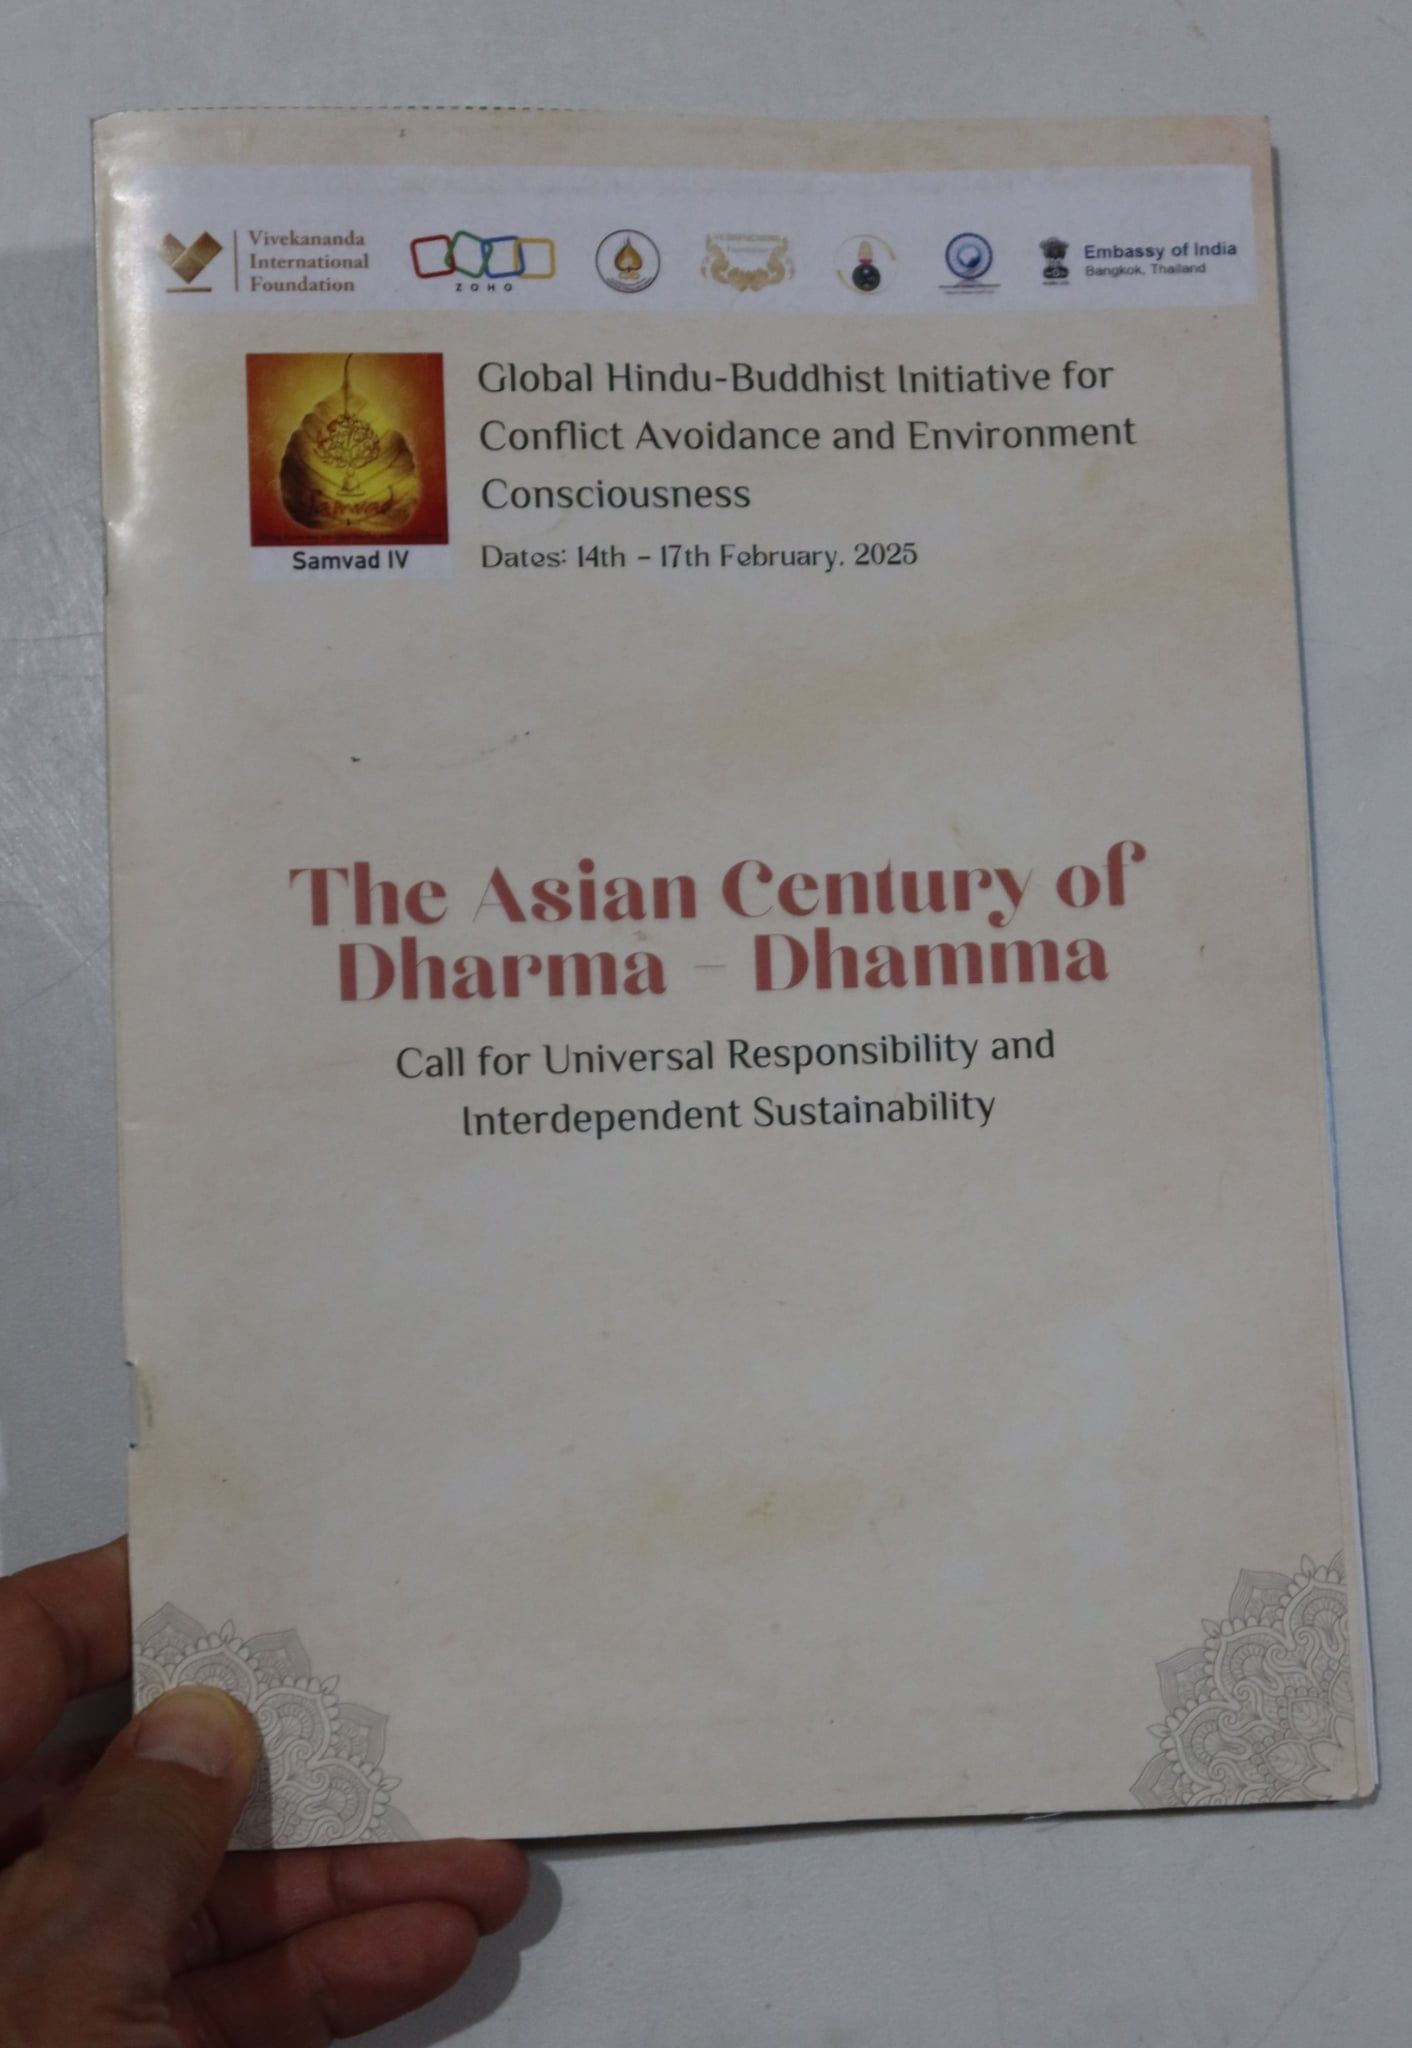 Vivekananda
International
Foundation
ZOHO
Embassy of India
Bangkok, Thailand
Global Hindu-Buddhist Initiative for
Conflict Avoidance and Environment
Consciousness
Dates: 14th - 17th February. 2025
Samvad
Samvad IV
The Asian Century of
Dharma - Dhamma
Call for Universal Responsibility and
Interdependent Sustainability